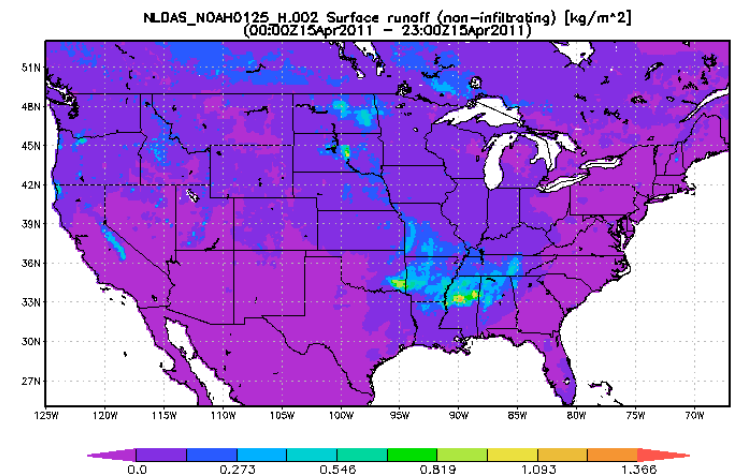 NLDAS_NOAH0125_H.002 Surface runoff (non-infiltrating) [kg/m^2]
(00:00Z15Apr2011 - 23:00Z15Apr2011)
51N
48N
45N
42N
39N
36N
33N
30N
27N
125W 120W 115W 110W 105W 100W 95W 90W 85W 80W 75W 70W
0.0 0.273 0.546 0.819 1.093 1.366